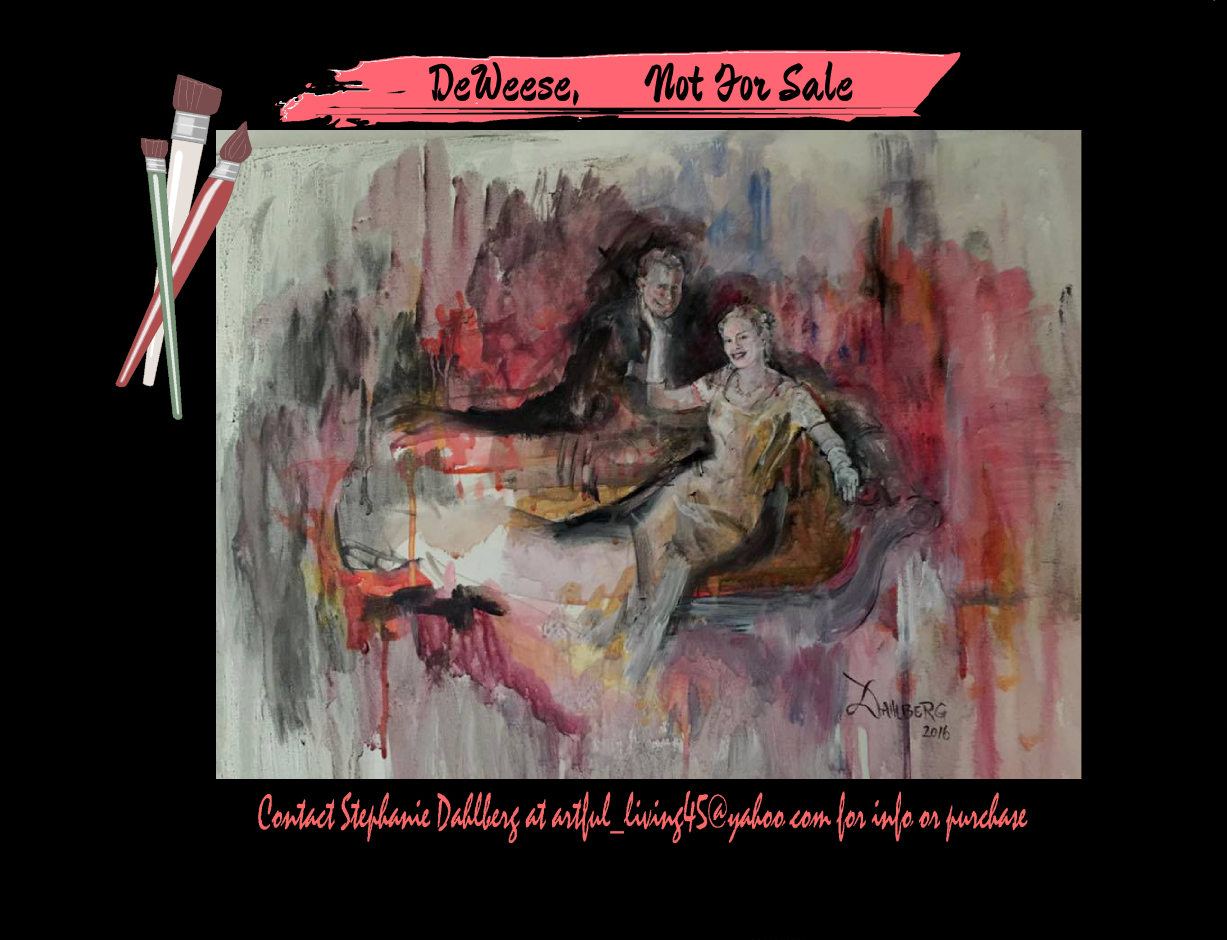 DeWeese, Not For Sale
DAHLBERG
2016
Contact Stephanie Dahlberg at artful_living45@yahoo.com for info or purchase